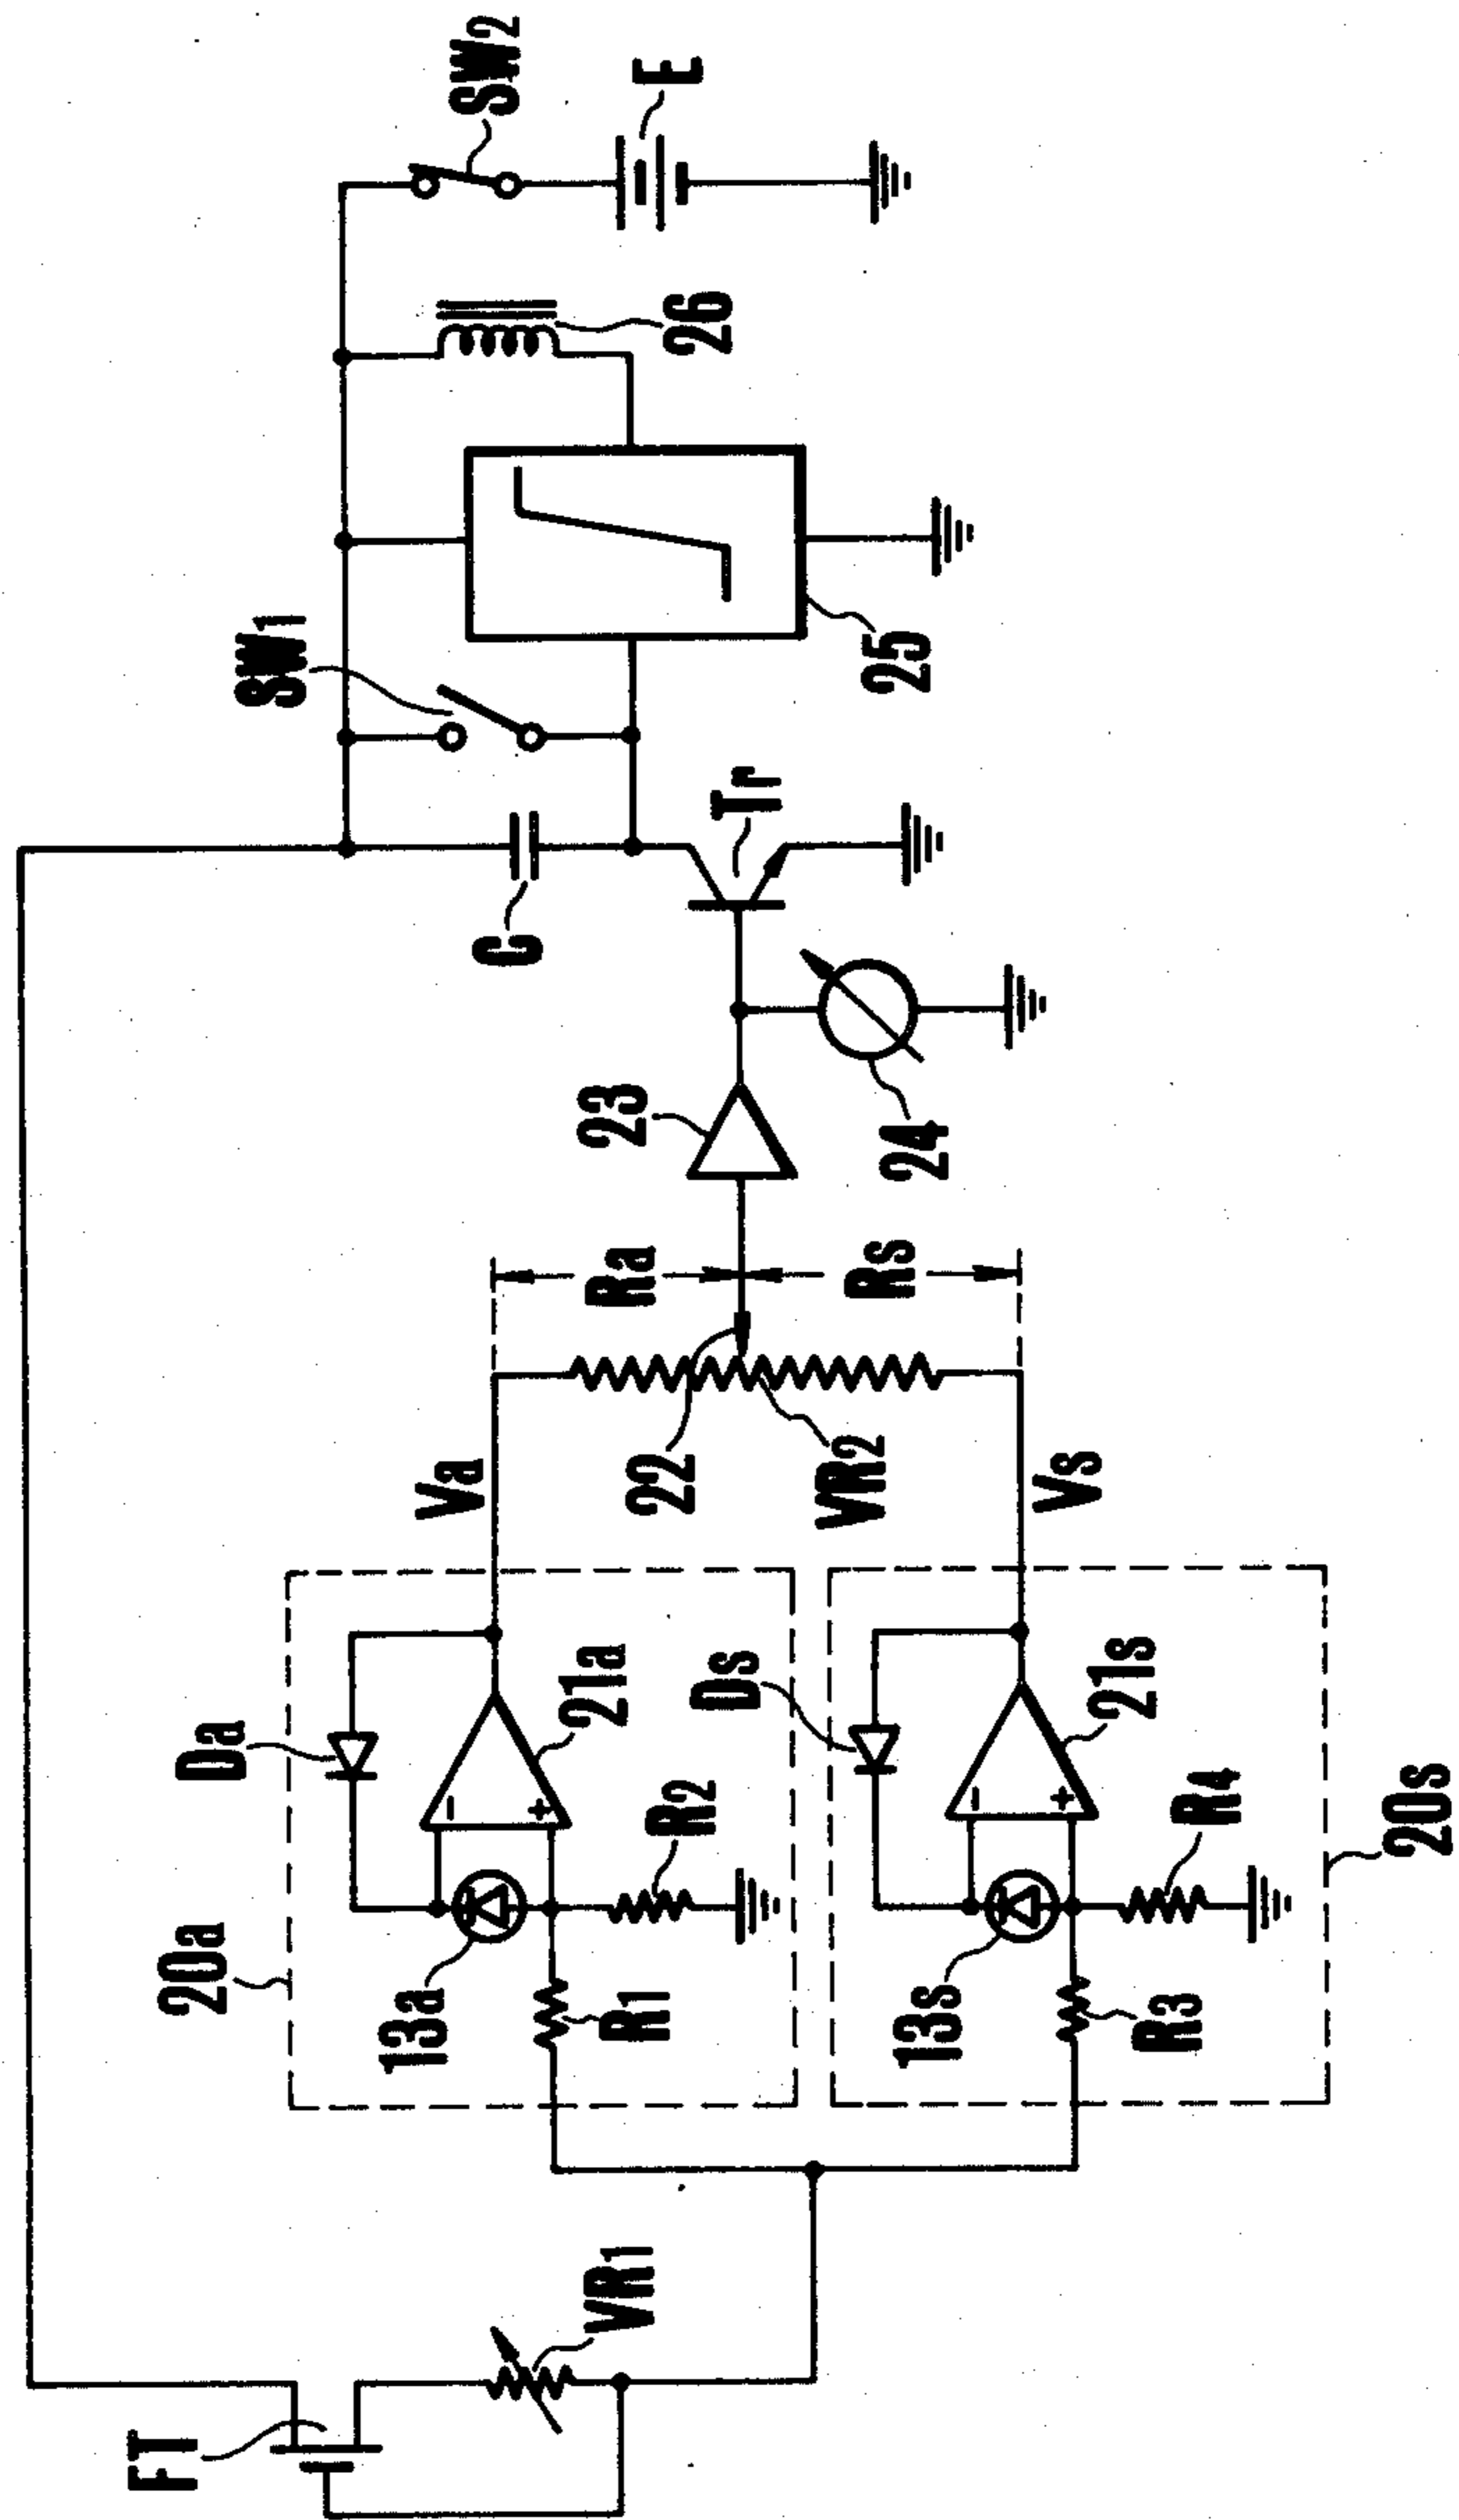 FT
VR1
20a
Da
13a
R1
R2
21a
Ds
13s
R3
R4
21s
20s
Va
22
VR2
Vs
Ra
Rs
23
24
C
Tr
SW1
25
26
SW2
E